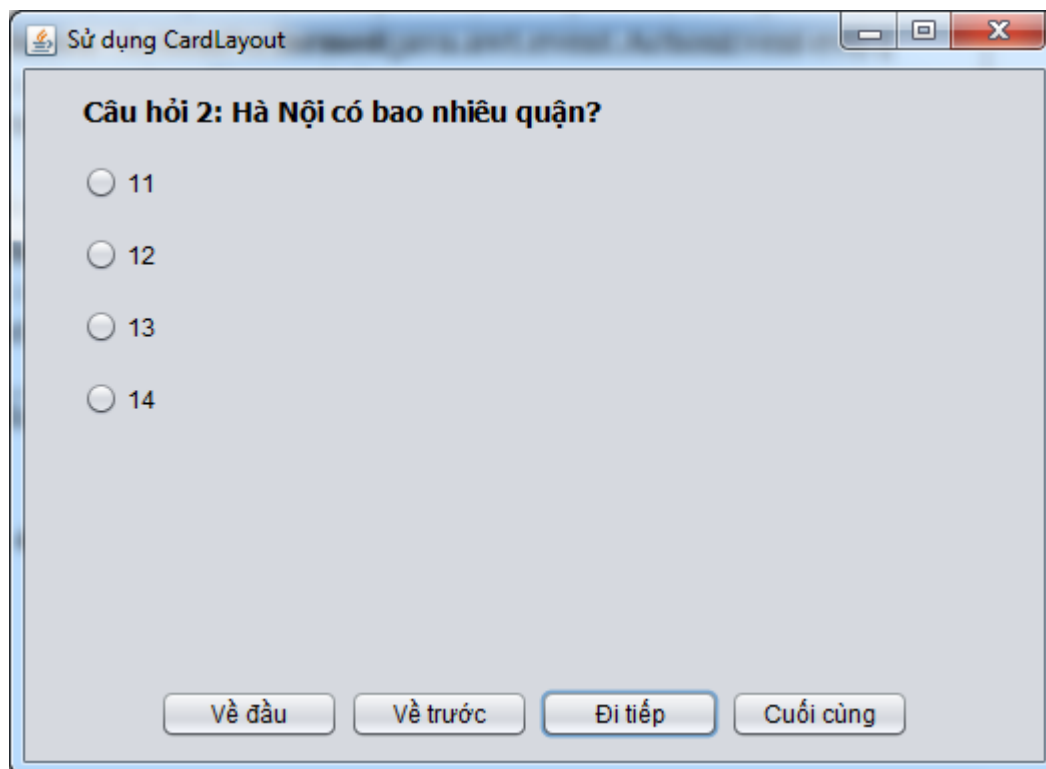 Sử dụng CardLayout
Câu hỏi 2: Hà Nội có bao nhiêu quận?
11
12
13
14
Về đầu Về trước Đi tiếp Cuối cùng